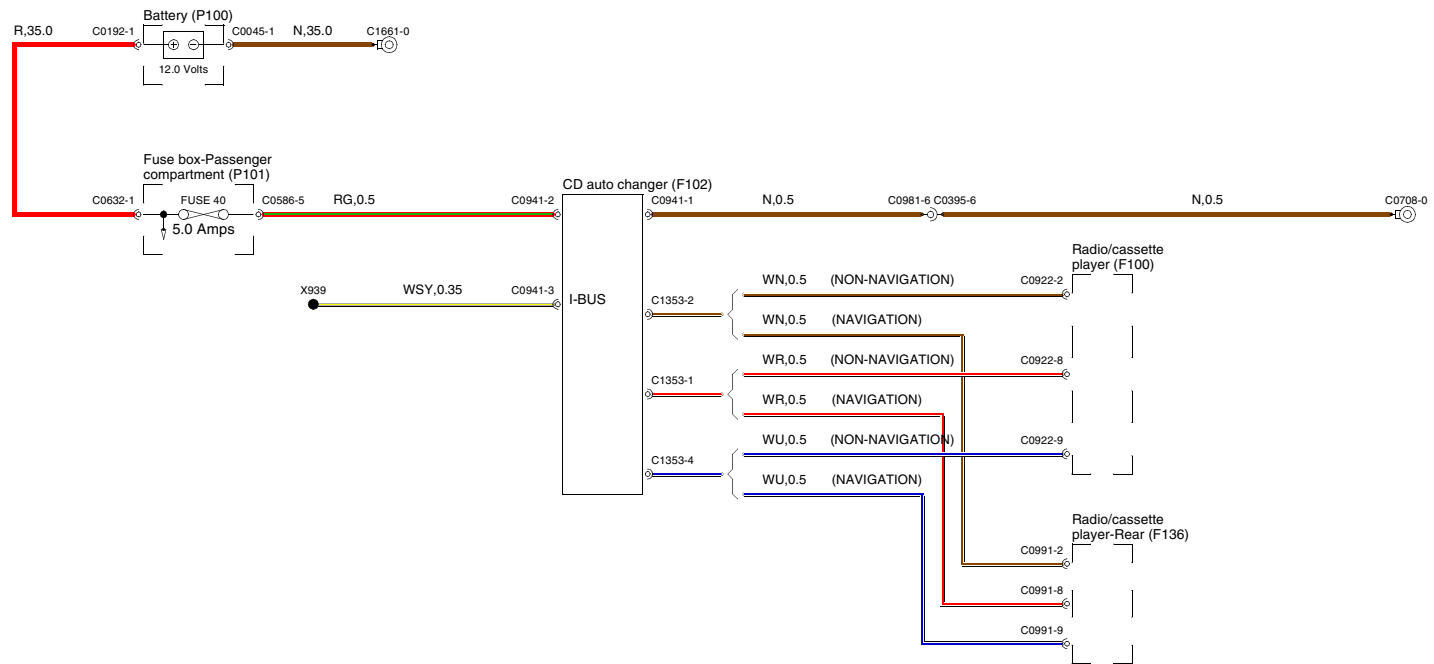 Battery (P100)
R,35.0
C0192-1
C0045-1
N,35.0
C1661-0
12.0 Volts
Fuse box-Passenger
compartment (P101)
C0632-1
FUSE 40
C0586-5
RG,0.5
5.0 Amps
CD auto changer (F102)
C0941-2
C0941-1
N,0.5
C0981-6
C0395-6
N,0.5
C0708-0
X939
WSY,0.35
C0941-3
I-BUS
Radio/cassette
player (F100)
C1353-2
WN,0.5
(NON-NAVIGATION)
C0922-2
WN,0.5
(NAVIGATION)
C1353-1
WR,0.5
(NON-NAVIGATION)
C0922-8
WR,0.5
(NAVIGATION)
C1353-4
WU,0.5
(NON-NAVIGATION)
C0922-9
WU,0.5
(NAVIGATION)
Radio/cassette
player-Rear (F136)
C0991-2
C0991-8
C0991-9